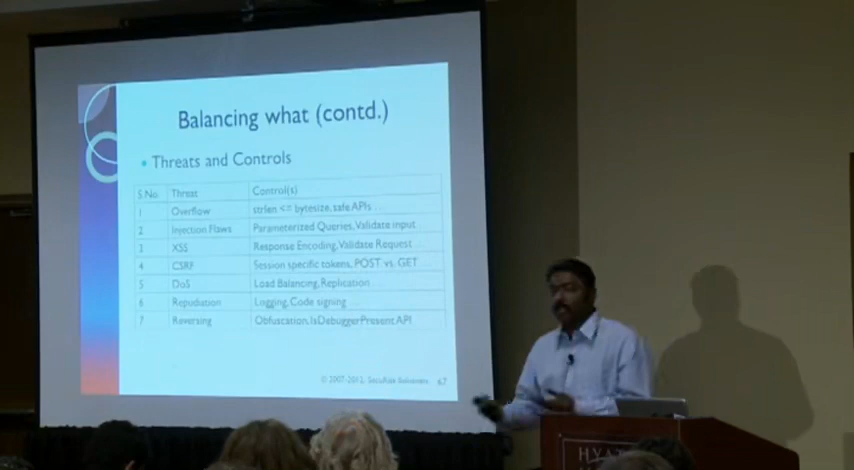 Balancing what (contd.)
• Threats and Controls
S.No. Threat Control(s)
1 Overflow strlen <= bytesize, safe APIs ...
2 Injection Flaws Parameterized Queries, Validate input
3 XSS Response Encoding, Validate Request ...
4 CSRF Session specific tokens, POST vs. GET ...
5 DoS Load Balancing, Replication ...
6 Repudiation Logging, Code signing ...
7 Reversing Obfuscation, IsDebuggerPresent API
© 2007-2012, SecuRisk Solutions 67
HYATT